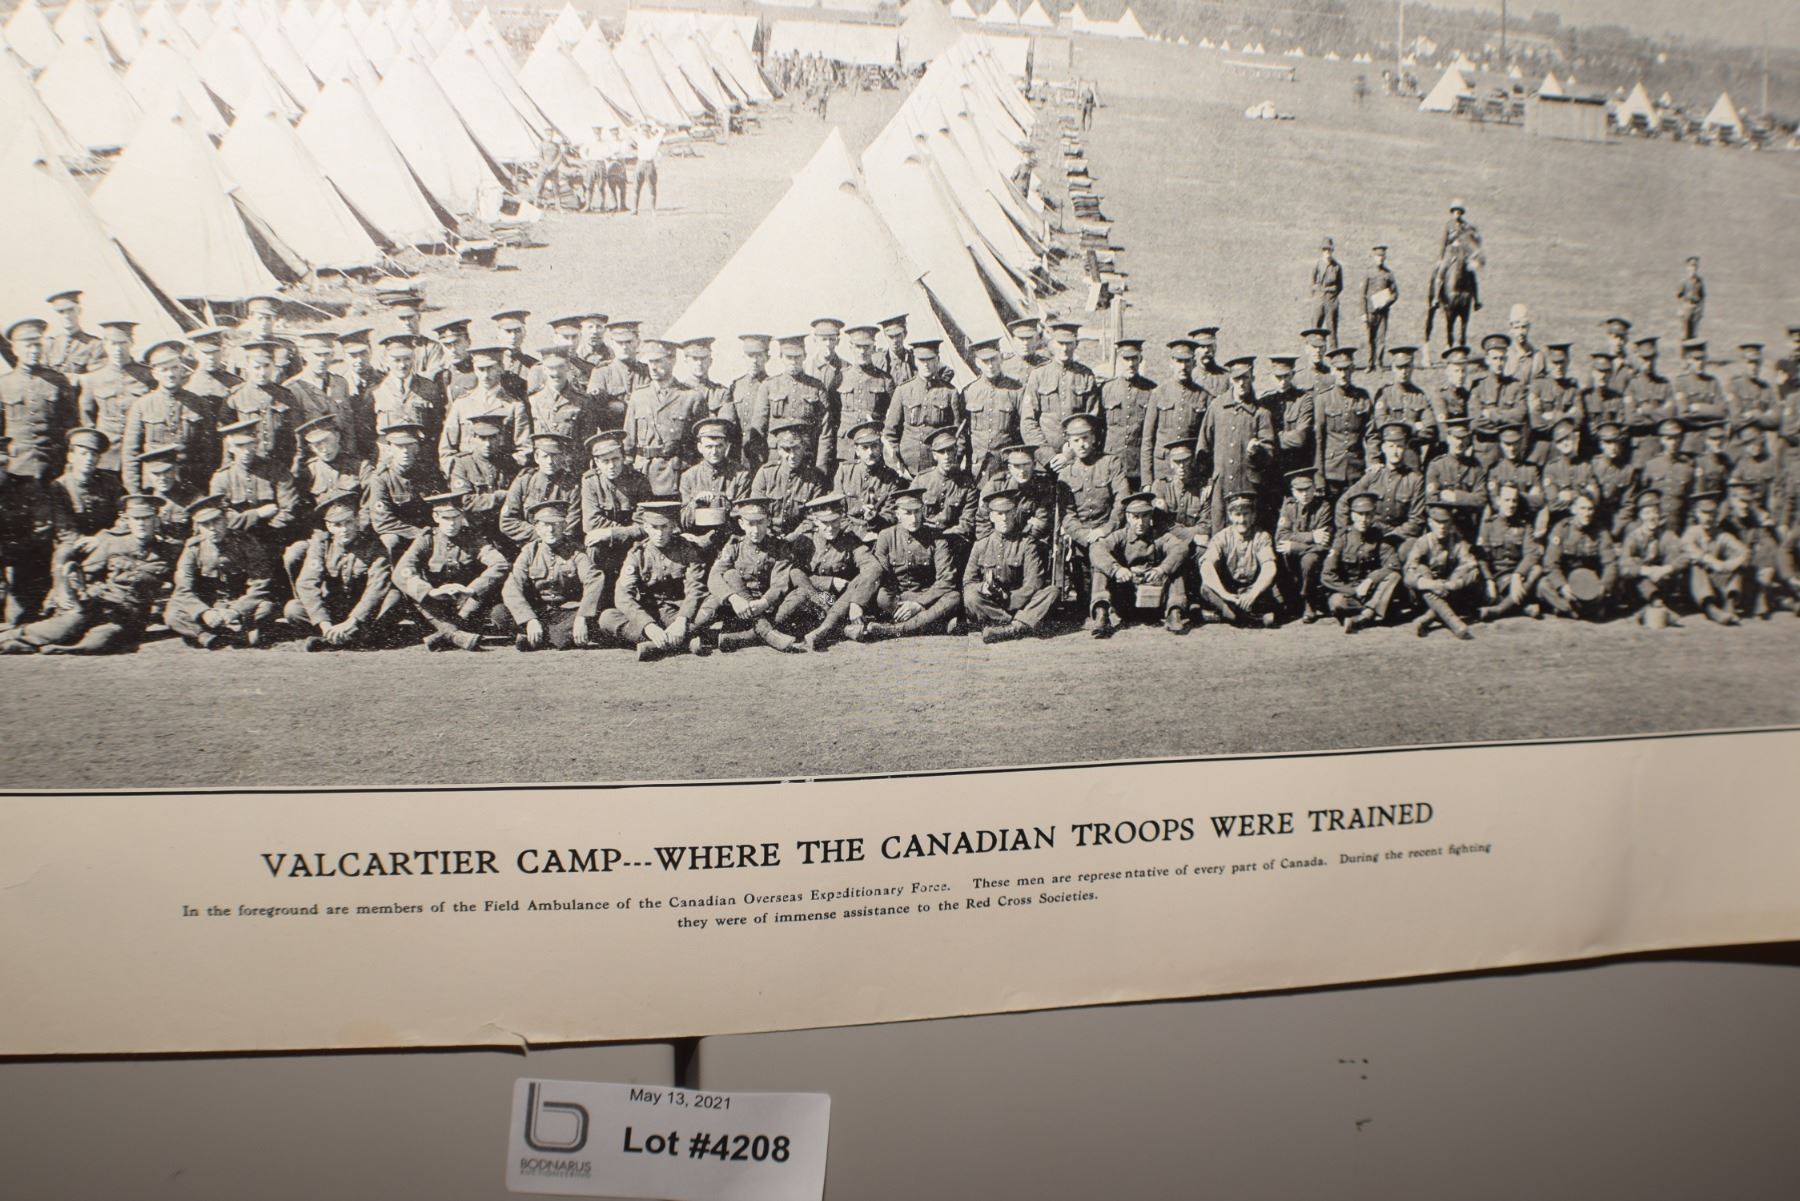 VALCARTIER CAMP---WHERE THE CANADIAN TROOPS WERE TRAINED
In the foreground are members of the Field Ambulance of the Canadian Overseas Expeditionary Force. These men are representative of every part of Canada. During the recent fighting
they were of immense assistance to the Red Cross Societies.
May 13, 2021
Lot #4208
BODNARUS
AUCTIONEERING